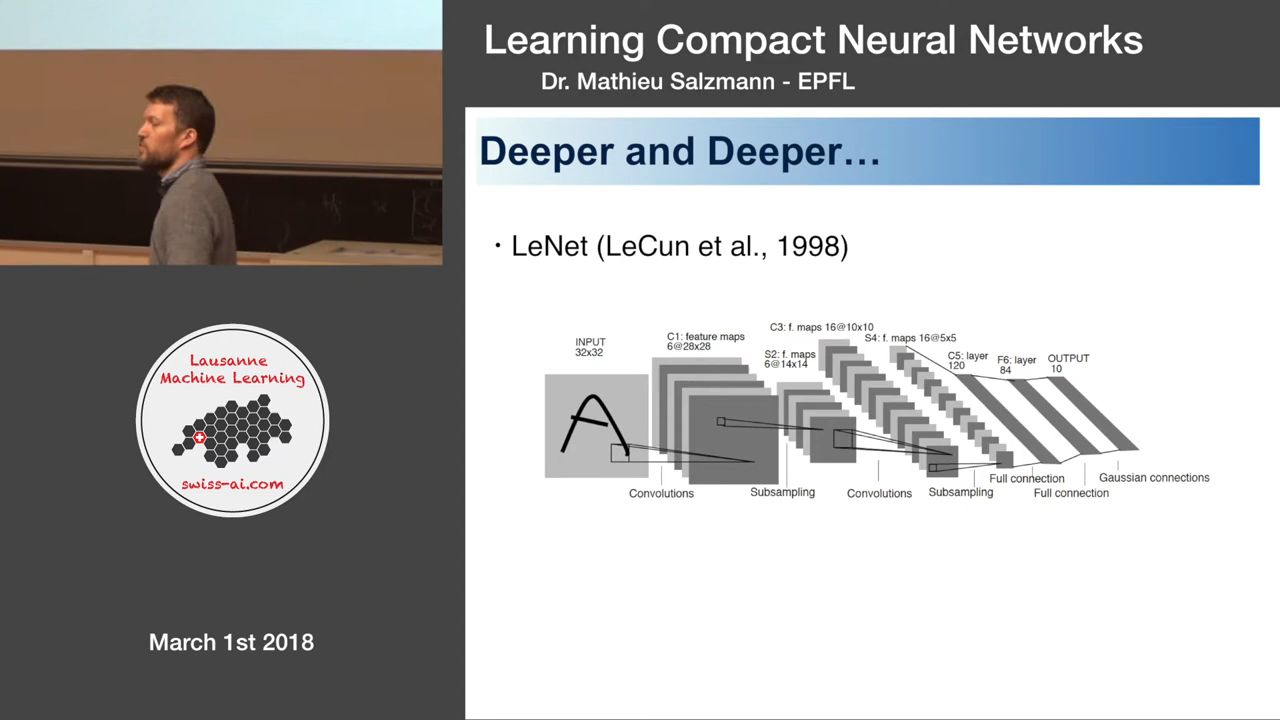 Learning Compact Neural Networks
Dr. Mathieu Salzmann - EPFL
Deeper and Deeper…
· LeNet (LeCun et al., 1998)
INPUT
32x32
C1: feature maps
6@28x28
S2: f. maps
6@14x14
C3: f. maps 16@10x10
S4: f. maps 16@5x5
C5: layer
120
F6: layer
84
OUTPUT
10
A
Convolutions
Subsampling
Convolutions
Subsampling
Full connection
Full connection
Gaussian connections
Lausanne
Machine Learning
swiss-ai.com
March 1st 2018